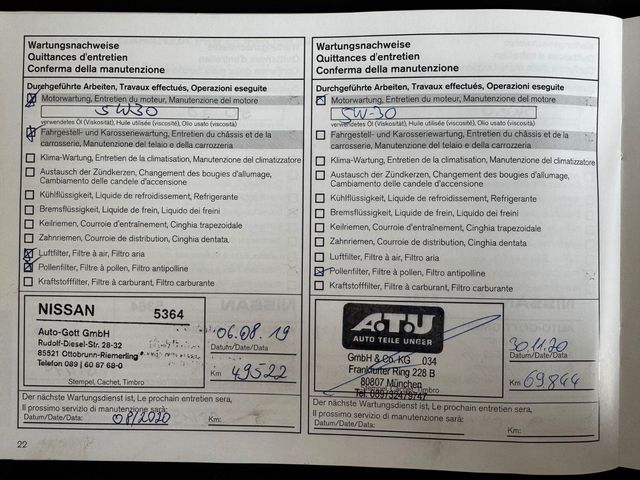 Wartungsnachweise
Quittances d'entretien
Conferma della manutenzione
Durchgeführte Arbeiten, Travaux effectués, Operazioni eseguite
Motorwartung, Entretien du moteur, Manutenzione del motore
5W30
verwendetes Öl (Viskosität), Huile utilisée (viscosité), Olio usato (viscosità)
Fahrgestell- und Karosseriewartung, Entretien du châssis et de la
carrosserie, Manutenzione del telaio e della carrozzeria
Klima-Wartung, Entretien de la climatisation, Manutenzione del climatizzatore
Austausch der Zündkerzen, Changement des bougies d'allumage,
Cambiamento delle candele d'accensione
Kühlflüssigkeit, Liquide de refroidissement, Refrigerante
Bremsflüssigkeit, Liquide de frein, Liquido dei freini
Keilriemen, Courroie d'entraînement, Cinghia trapezoidale
Zahnriemen, Courroie de distribution, Cinghia dentata
Luftfilter, Filtre à air, Filtro aria
Pollenfilter, Filtre à pollen, Filtro antipolline
Kraftstofffilter, Filtre à carburant, Filtro carburante
NISSAN 5364
Auto-Gott GmbH
Rudolf-Diesel-Str. 28-32
85521 Ottobrunn-Riemerling
Telefon 089 | 60 87 68-0
Stempel, Cachet, Timbro
06.08.19
Datum/Date/Data
Km 49522
Der nächste Wartungsdienst ist, Le prochain entretien sera,
Il prossimo servizio di manutenzione sarà:
Datum/Date/Data: 08/2020 Km:
22
Wartungsnachweise
Quittances d'entretien
Conferma della manutenzione
Durchgeführte Arbeiten, Travaux effectués, Operazioni eseguite
Motorwartung, Entretien du moteur, Manutenzione del motore
5W-30
verwendetes Öl (Viskosität), Huile utilisée (viscosité), Olio usato (viscosità)
Fahrgestell- und Karosseriewartung, Entretien du châssis et de la
carrosserie, Manutenzione del telaio e della carrozzeria
Klima-Wartung, Entretien de la climatisation, Manutenzione del climatizzatore
Austausch der Zündkerzen, Changement des bougies d'allumage,
Cambiamento delle candele d'accensione
Kühlflüssigkeit, Liquide de refroidissement, Refrigerante
Bremsflüssigkeit, Liquide de frein, Liquido dei freini
Keilriemen, Courroie d'entraînement, Cinghia trapezoidale
Zahnriemen, Courroie de distribution, Cinghia dentata
Luftfilter, Filtre à air, Filtro aria
Pollenfilter, Filtre à pollen, Filtro antipolline
Kraftstofffilter, Filtre à carburant, Filtro carburante
A.T.U
AUTO TEILE UNGER
GmbH & Co. KG 034
Frankfurter Ring 228 B
80807 München
Tel. 089/32479747
30.11.20
Datum/Date/Data
Km 69844
Der nächste Wartungsdienst ist, Le prochain entretien sera,
Il prossimo servizio di manutenzione sarà:
Datum/Date/Data: Km: